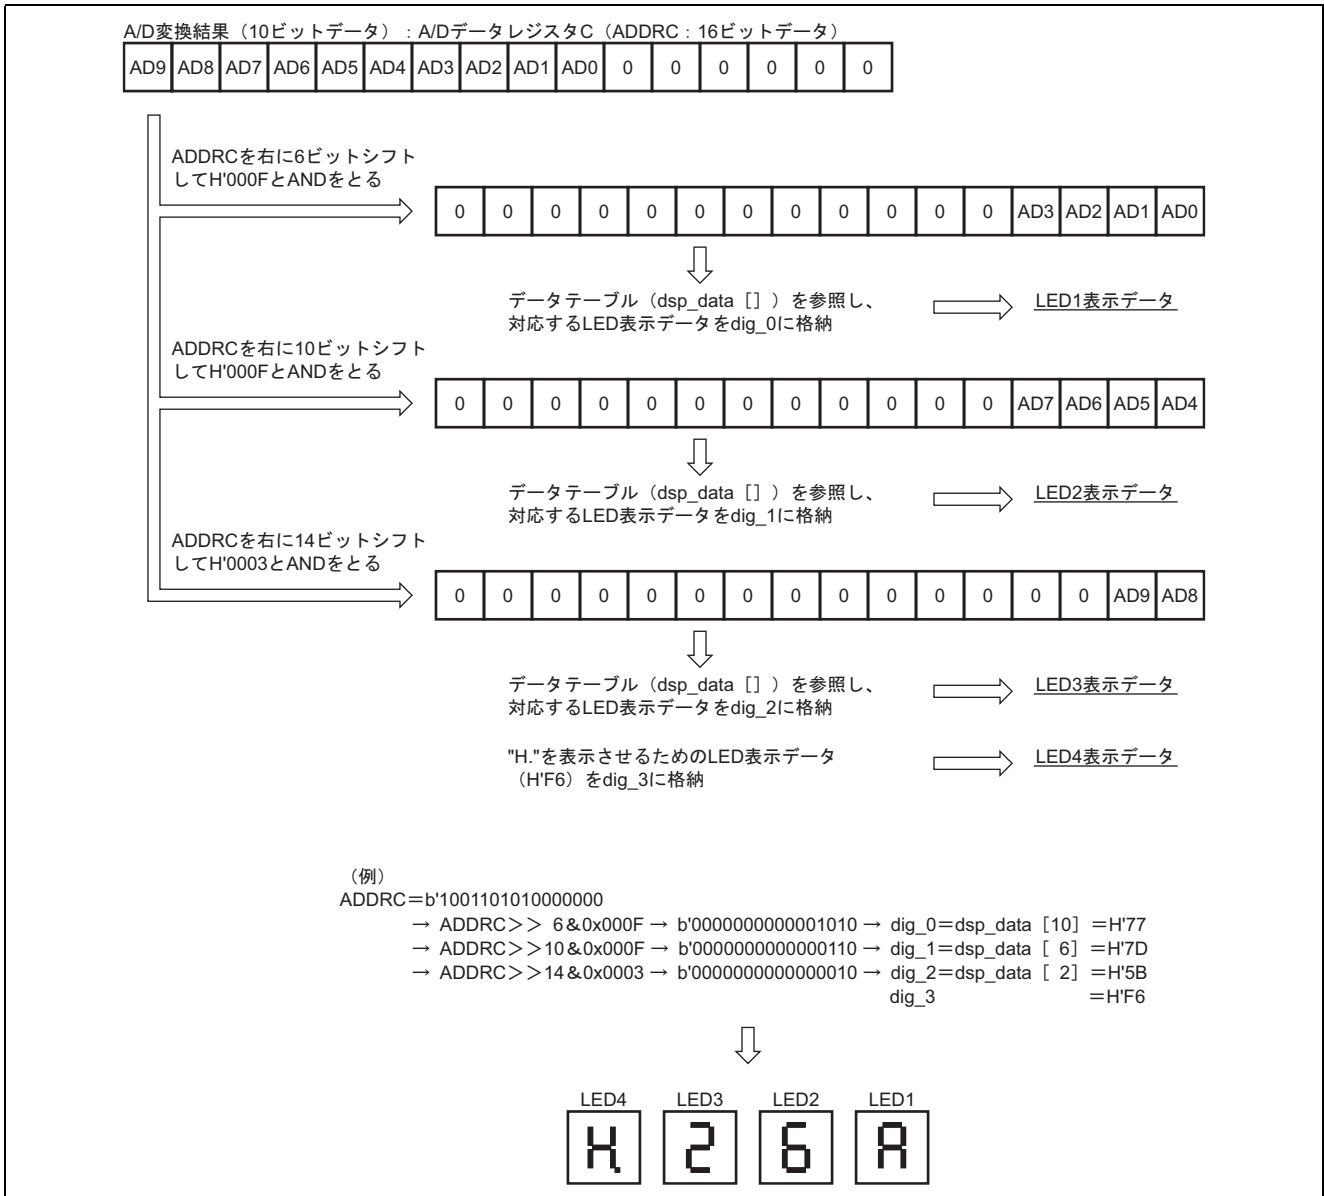 A/D変換結果（10ビットデータ）：A/DデータレジスタC（ADDRC：16ビットデータ）
AD9 AD8 AD7 AD6 AD5 AD4 AD3 AD2 AD1 AD0 0 0 0 0 0 0
ADDRCを右に6ビットシフト
してH'000FとANDをとる
0 0 0 0 0 0 0 0 0 0 0 0 AD3 AD2 AD1 AD0
データテーブル（dsp_data［］）を参照し、
対応するLED表示データをdig_0に格納
LED1表示データ
ADDRCを右に10ビットシフト
してH'000FとANDをとる
0 0 0 0 0 0 0 0 0 0 0 0 AD7 AD6 AD5 AD4
データテーブル（dsp_data［］）を参照し、
対応するLED表示データをdig_1に格納
LED2表示データ
ADDRCを右に14ビットシフト
してH'0003とANDをとる
0 0 0 0 0 0 0 0 0 0 0 0 0 0 AD9 AD8
データテーブル（dsp_data［］）を参照し、
対応するLED表示データをdig_2に格納
LED3表示データ
"H."を表示させるためのLED表示データ
（H'F6）をdig_3に格納
LED4表示データ
（例）
ADDRC＝b'1001101010000000
→ ADDRC＞＞ 6＆0x000F → b'0000000000001010 → dig_0＝dsp_data［10］＝H'77
→ ADDRC＞＞10＆0x000F → b'0000000000000110 → dig_1＝dsp_data［ 6］＝H'7D
→ ADDRC＞＞14＆0x0003 → b'0000000000000010 → dig_2＝dsp_data［ 2］＝H'5B
dig_3 ＝H'F6
LED4 LED3 LED2 LED1
H. 2 6 A